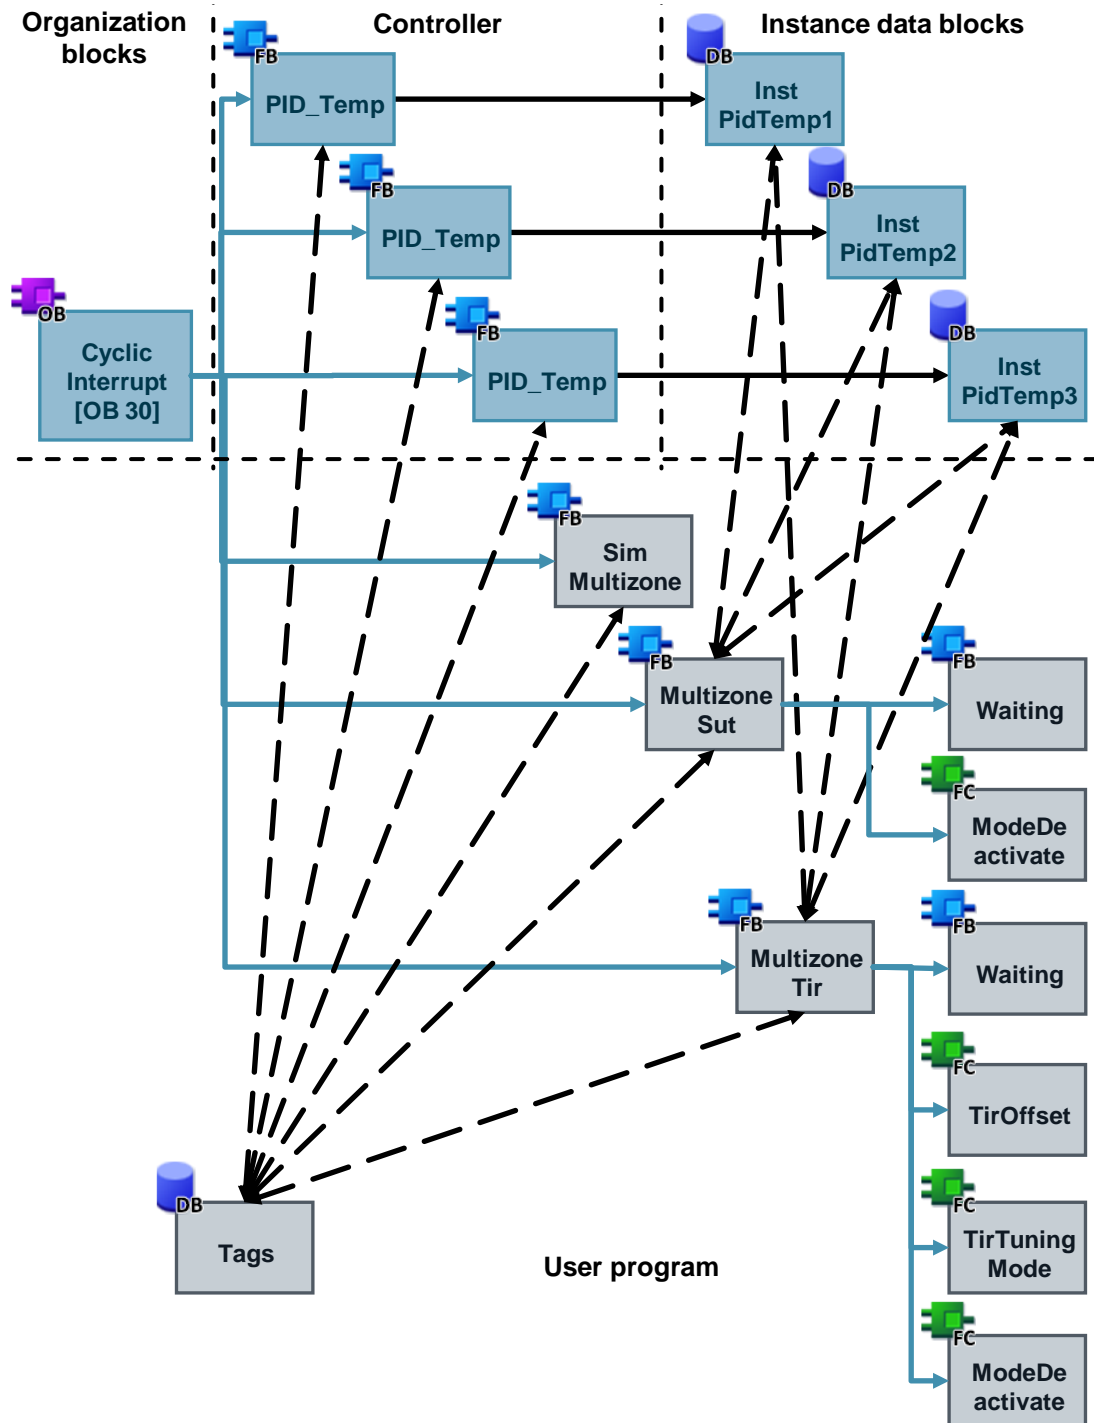 Organization
blocks
Controller
Instance data blocks
FB
PID_Temp
DB
Inst
PidTemp1
FB
PID_Temp
DB
Inst
PidTemp2
OB
Cyclic
Interrupt
[OB 30]
FB
PID_Temp
DB
Inst
PidTemp3
FB
Sim
Multizone
FB
Multizone
Sut
FB
Waiting
FC
ModeDe
activate
FB
Multizone
Tir
FB
Waiting
FC
TirOffset
DB
Tags
FC
TirTuning
Mode
User program
FC
ModeDe
activate